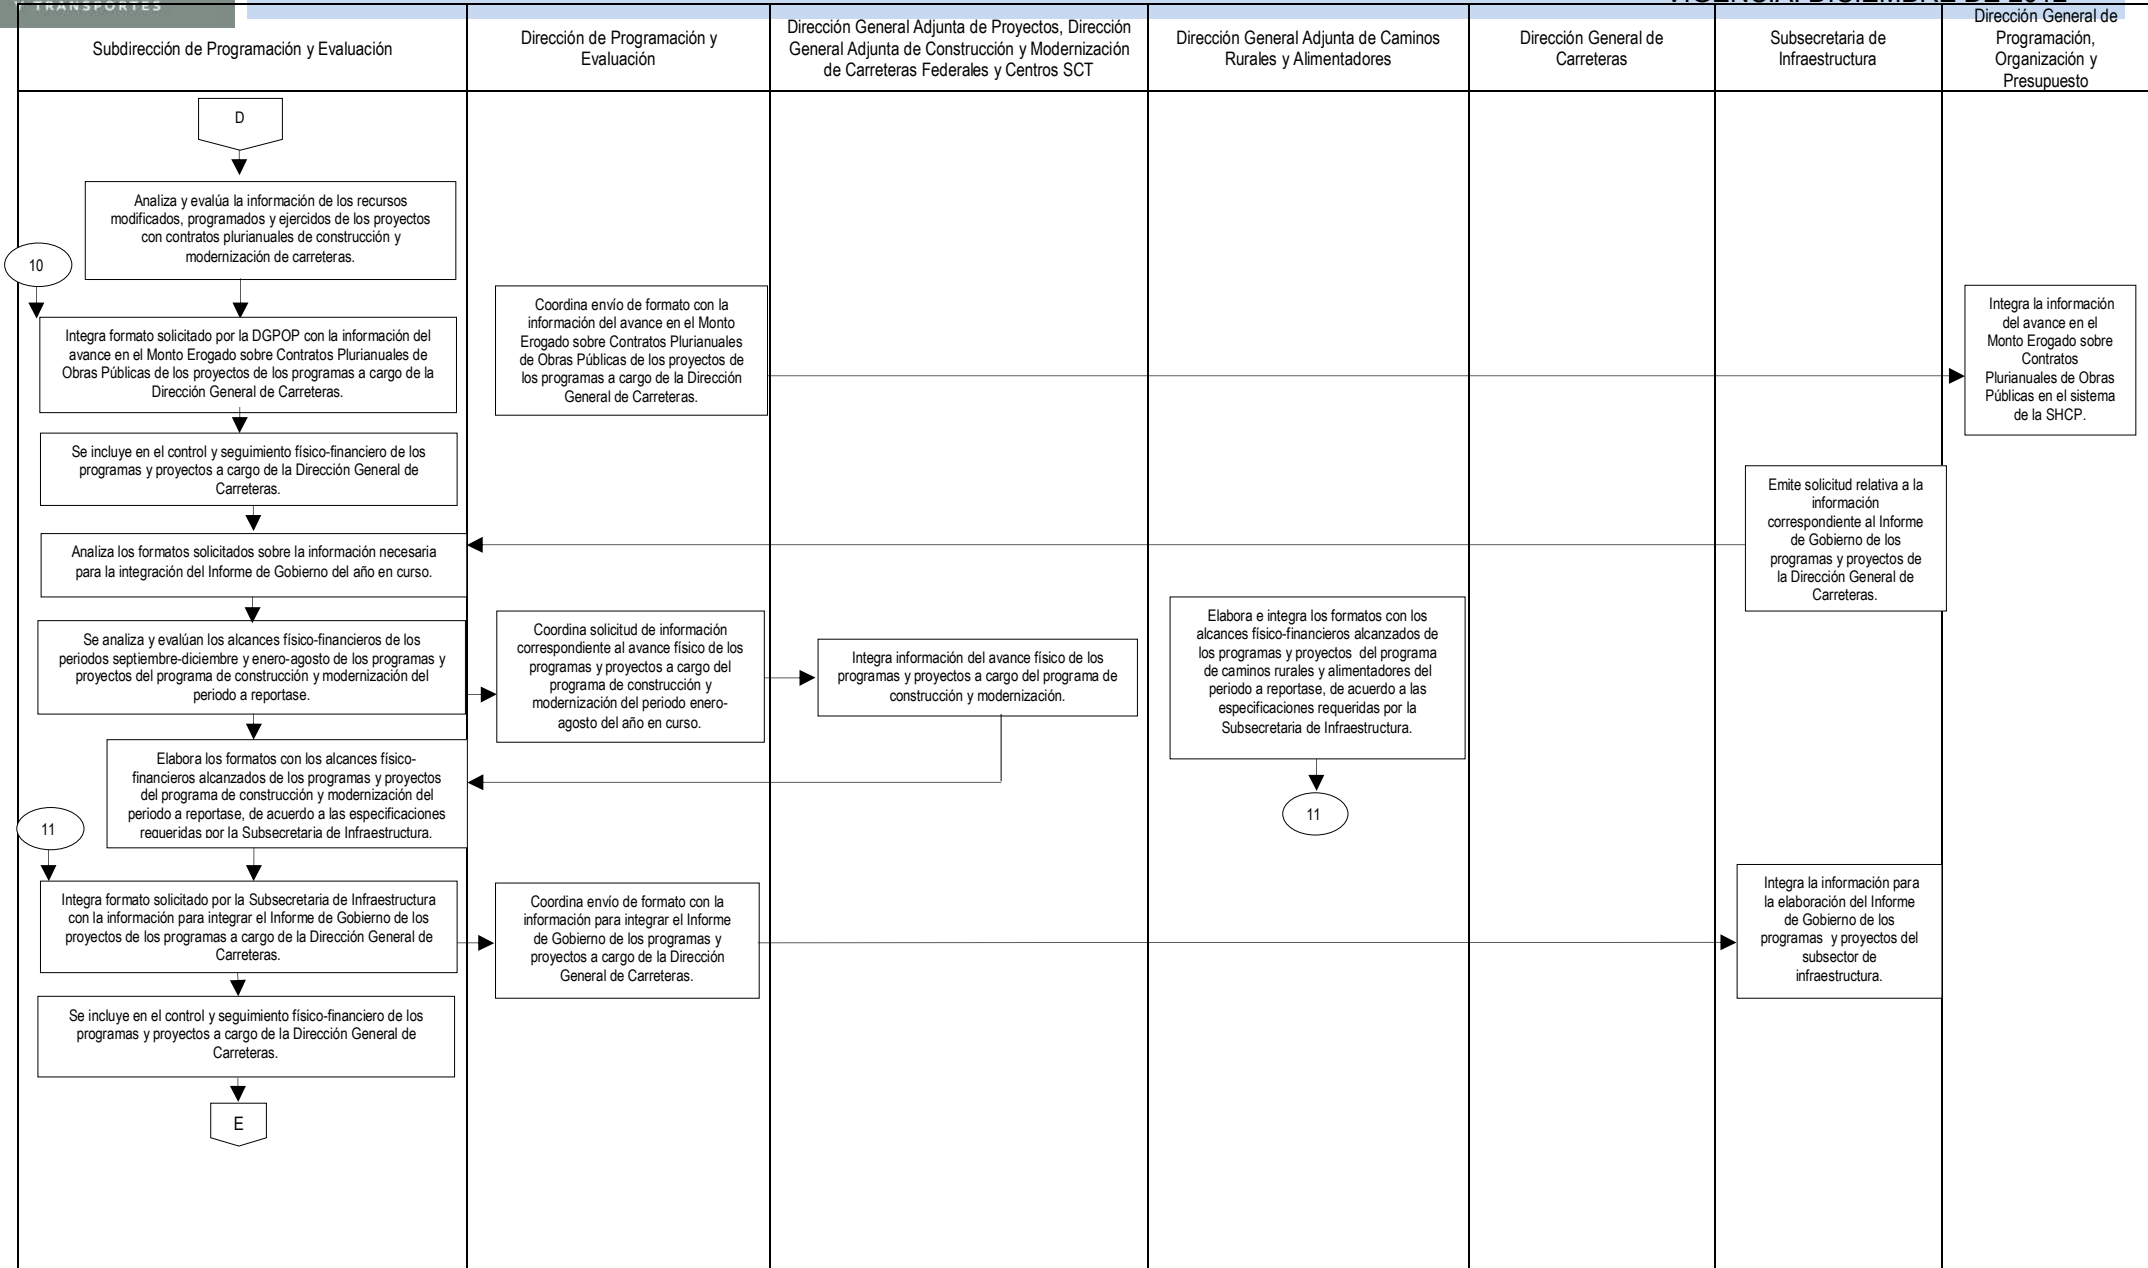 Y TRANSPORTES
VIGENCIA: DICIEMBRE DE 2012
Subdirección de Programación y Evaluación
Dirección de Programación y
Evaluación
Dirección General Adjunta de Proyectos, Dirección
General Adjunta de Construcción y Modernización
de Carreteras Federales y Centros SCT
Dirección General Adjunta de Caminos
Rurales y Alimentadores
Dirección General de
Carreteras
Subsecretaria de
Infraestructura
Dirección General de
Programación,
Organización y
Presupuesto
D
Analiza y evalúa la información de los recursos
modificados, programados y ejercidos de los proyectos
con contratos plurianuales de construcción y
modernización de carreteras.
10
Integra formato solicitado por la DGPOP con la información del
avance en el Monto Erogado sobre Contratos Plurianuales de
Obras Públicas de los proyectos de los programas a cargo de la
Dirección General de Carreteras.
Coordina envío de formato con la
información del avance en el Monto
Erogado sobre Contratos Plurianuales
de Obras Públicas de los proyectos de
los programas a cargo de la Dirección
General de Carreteras.
Integra la información
del avance en el
Monto Erogado sobre
Contratos
Plurianuales de Obras
Públicas en el sistema
de la SHCP.
Se incluye en el control y seguimiento físico-financiero de los
programas y proyectos a cargo de la Dirección General de
Carreteras.
Emite solicitud relativa a la
información
correspondiente al Informe
de Gobierno de los
programas y proyectos de
la Dirección General de
Carreteras.
Analiza los formatos solicitados sobre la información necesaria
para la integración del Informe de Gobierno del año en curso.
Se analiza y evalúan los alcances físico-financieros de los
periodos septiembre-diciembre y enero-agosto de los programas y
proyectos del programa de construcción y modernización del
periodo a reportase.
Coordina solicitud de información
correspondiente al avance físico de los
programas y proyectos a cargo del
programa de construcción y
modernización del periodo enero-
agosto del año en curso.
Integra información del avance físico de los
programas y proyectos a cargo del programa de
construcción y modernización.
Elabora e integra los formatos con los
alcances físico-financieros alcanzados de
los programas y proyectos del programa
de caminos rurales y alimentadores del
periodo a reportase, de acuerdo a las
especificaciones requeridas por la
Subsecretaria de Infraestructura.
11
Elabora los formatos con los alcances físico-
financieros alcanzados de los programas y proyectos
del programa de construcción y modernización del
periodo a reportase, de acuerdo a las especificaciones
requeridas por la Subsecretaria de Infraestructura.
11
Integra formato solicitado por la Subsecretaria de Infraestructura
con la información para integrar el Informe de Gobierno de los
proyectos de los programas a cargo de la Dirección General de
Carreteras.
Coordina envío de formato con la
información para integrar el Informe
de Gobierno de los programas y
proyectos a cargo de la Dirección
General de Carreteras.
Integra la información para
la elaboración del Informe
de Gobierno de los
programas y proyectos del
subsector de
infraestructura.
Se incluye en el control y seguimiento físico-financiero de los
programas y proyectos a cargo de la Dirección General de
Carreteras.
E